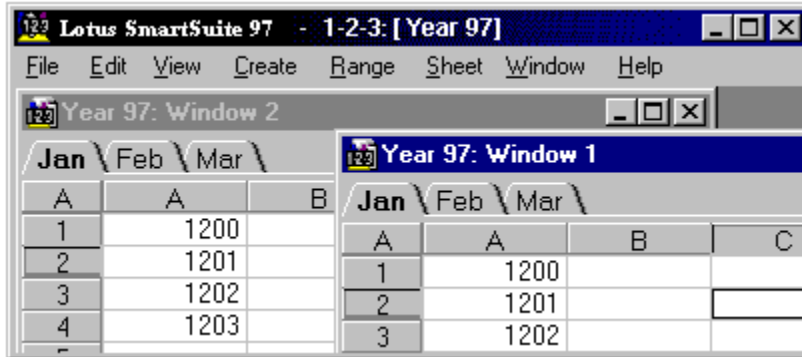 Lotus SmartSuite 97 - 1-2-3: [Year 97]
File Edit View Create Range Sheet Window Help
Year 97: Window 2
Jan Feb Mar
A A B
1 1200
2 1201
3 1202
4 1203
Year 97: Window 1
Jan Feb Mar
A A B C
1 1200
2 1201
3 1202